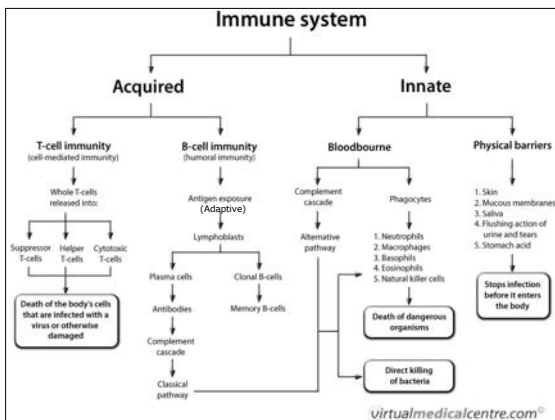 Immune system
Acquired
Innate
T-cell immunity
(cell-mediated immunity)
B-cell immunity
(humoral immunity)
Bloodbourne
Physical barriers
Whole T-cells
released into:
Antigen exposure
(Adaptive)
Complement
cascade
Phagocytes
1. Skin
2. Mucous membranes
3. Saliva
4. Flushing action of
urine and tears
5. Stomach acid
Suppressor
T-cells
Helper
T-cells
Cytotoxic
T-cells
Lymphoblasts
Alternative
pathway
1. Neutrophils
2. Macrophages
3. Basophils
4. Eosinophils
5. Natural killer cells
Plasma cells
Clonal B-cells
Stops infection
before it enters
the body
Death of the body's cells
that are infected with a
virus or otherwise
damaged
Antibodies
Memory B-cells
Death of dangerous
organisms
Complement
cascade
Classical
pathway
Direct killing
of bacteria
virtualmedicalcentre.com©